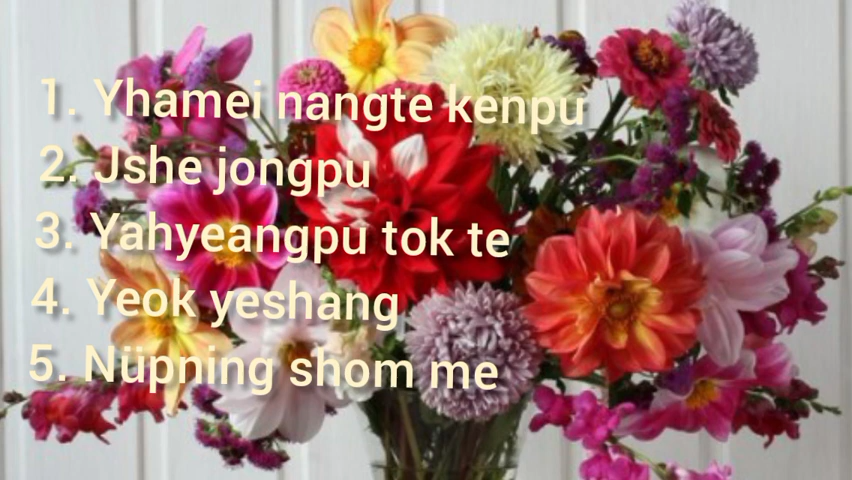 1. Yhamei nangte kenpu
2. Jshe jongpu
3. Yahyeangpu tok te
4. Yeok yeshang
5. Nüpning shom me